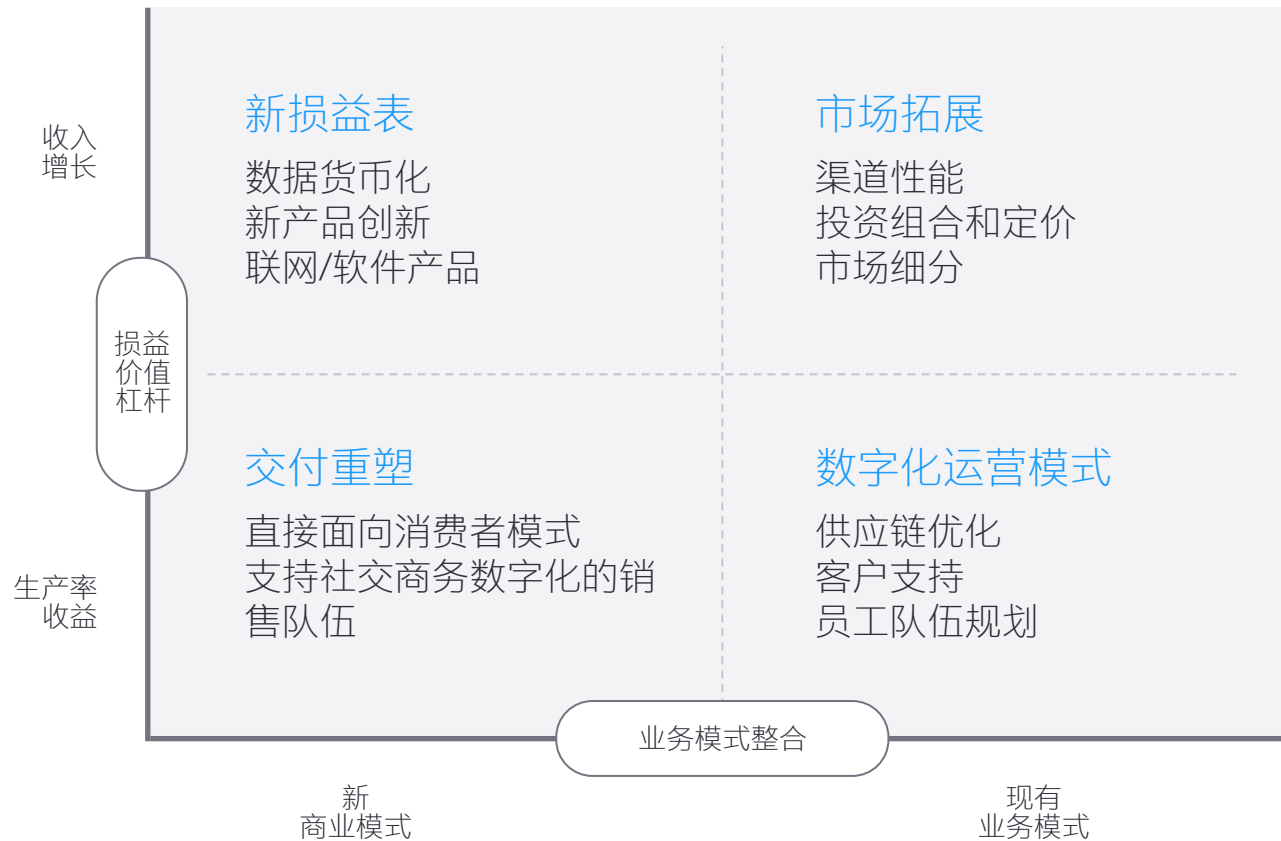 收入
增长
新损益表
数据货币化
新产品创新
联网/软件产品
市场拓展
渠道性能
投资组合和定价
市场细分
损益
价值
杠杆
生产率
收益
交付重塑
直接面向消费者模式
支持社交商务数字化的销
售队伍
数字化运营模式
供应链优化
客户支持
员工队伍规划
业务模式整合
新
商业模式
现有
业务模式